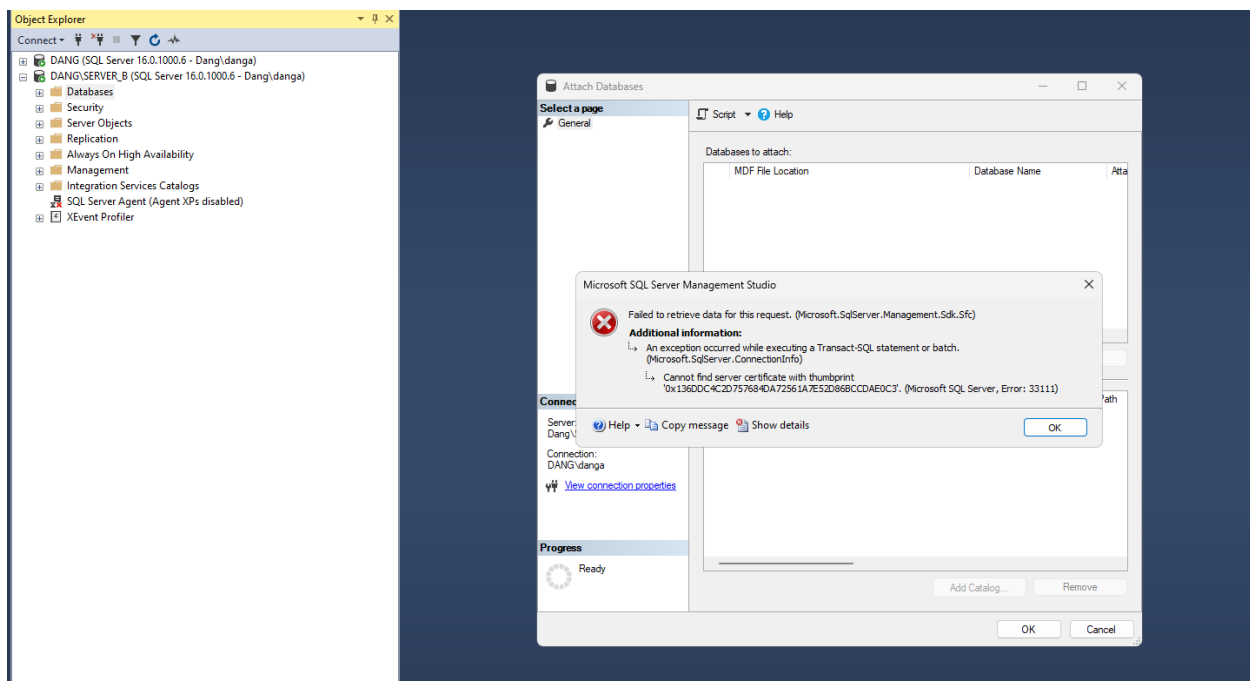 Object Explorer
Connect
DANG (SQL Server 16.0.1000.6 - Dang\danga)
DANG\SERVER_B (SQL Server 16.0.1000.6 - Dang\danga)
Databases
Security
Server Objects
Replication
Always On High Availability
Management
Integration Services Catalogs
SQL Server Agent (Agent XPs disabled)
XEvent Profiler
Attach Databases
Select a page
General
Script
Help
Databases to attach:
MDF File Location Database Name Atta
Microsoft SQL Server Management Studio
Failed to retrieve data for this request. (Microsoft.SqlServer.Management.Sdk.Sfc)
Additional information:
An exception occurred while executing a Transact-SQL statement or batch.
(Microsoft.SqlServer.ConnectionInfo)
Cannot find server certificate with thumbprint
'0x136DDC4C2D757684DA72561A7E52D86BCCDAE0C3'. (Microsoft SQL Server, Error: 33111)
Help Copy message Show details
OK
Connec
Path
Server:
Dang\
Connection:
DANG\danga
View connection properties
Progress
Ready
Add Catalog... Remove
OK Cancel